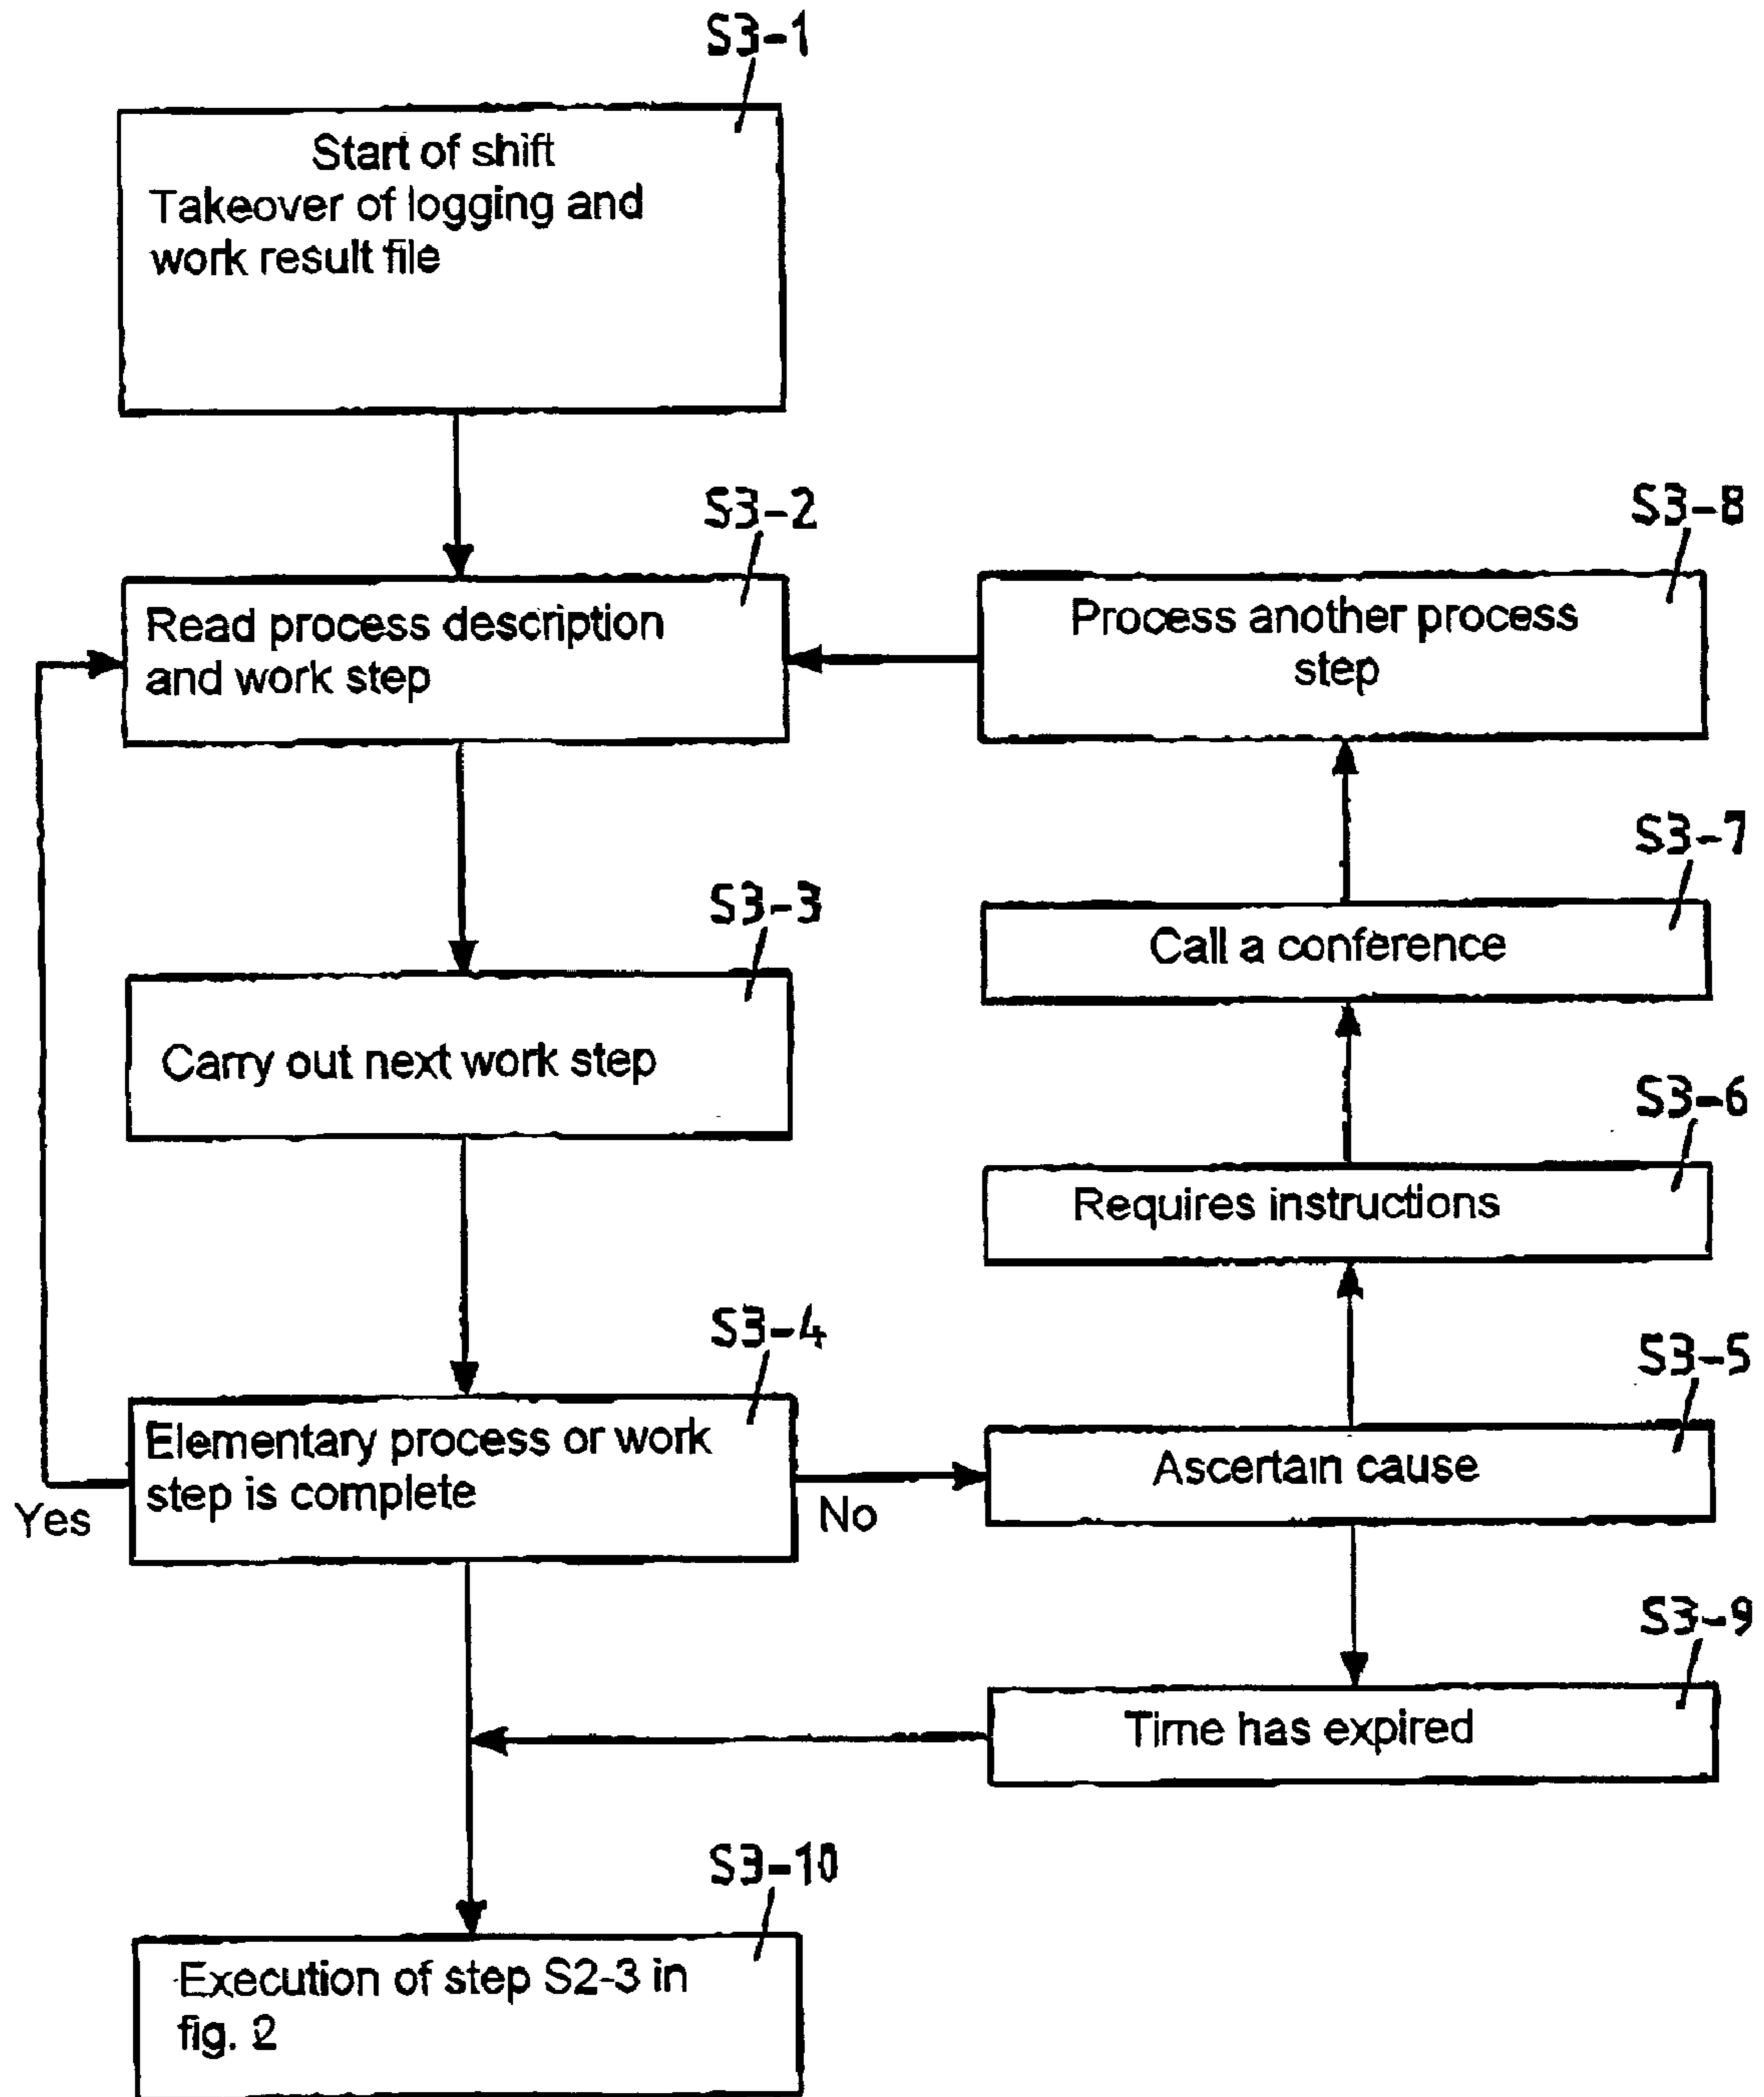 S3-1
Start of shift
Takeover of logging and
work result file
S3-2
Read process description
and work step
S3-8
Process another process
step
S3-7
Call a conference
S3-3
Carry out next work step
S3-6
Requires instructions
S3-4
Elementary process or work
step is complete
Yes
No
S3-5
Ascertain cause
S3-9
Time has expired
S3-10
Execution of step S2-3 in
fig. 2